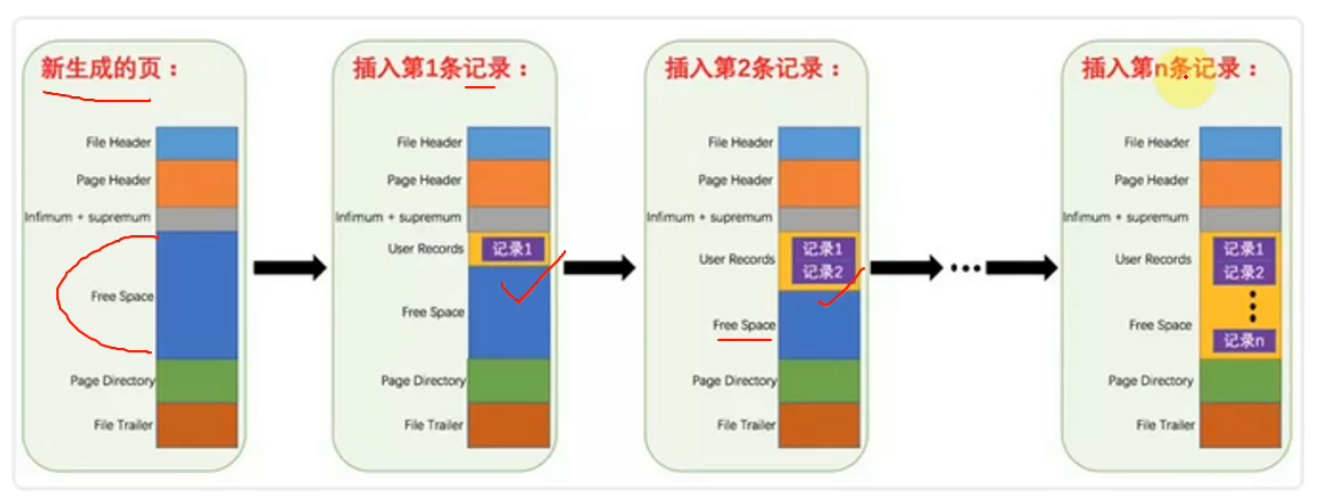 新生成的页：
File Header
Page Header
Infimum + supremum
Free Space
Page Directory
File Trailer
插入第1条记录：
File Header
Page Header
Infimum + supremum
User Records
记录1
Free Space
Page Directory
File Trailer
插入第2条记录：
File Header
Page Header
Infimum + supremum
User Records
记录1
记录2
Free Space
Page Directory
File Trailer
插入第n条记录：
File Header
Page Header
Infimum + supremum
User Records
记录1
记录2
Free Space
记录n
Page Directory
File Trailer